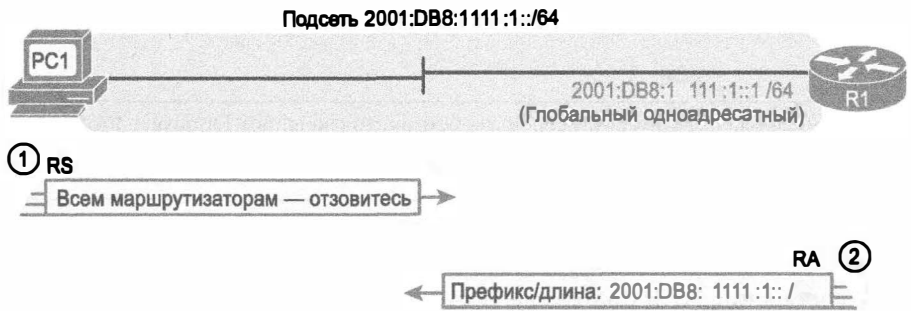 Подсеть 2001:DB8:1111:1::/64
PC1
2001:DB8:1 111:1::1/64
(Глобальный одноадресатный)
R1
1 RS
Всем маршрутизаторам — отзовитесь
RA 2
Префикс/длина: 2001:DB8: 1111:1:: /